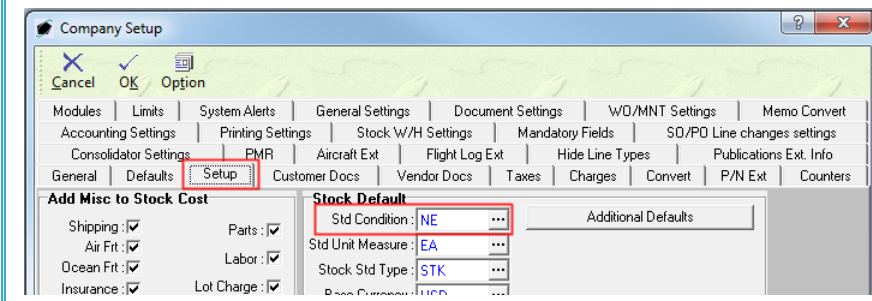 Company Setup
Cancel OK Option
Modules Limits System Alerts General Settings Document Settings WO/MNT Settings Memo Convert
Accounting Settings Printing Settings Stock W/H Settings Mandatory Fields SO/PO Line changes settings
Consolidator Settings PMR Aircraft Ext Flight Log Ext Hide Line Types Publications Ext. Info
General Defaults Setup Customer Docs Vendor Docs Taxes Charges Convert P/N Ext Counters
Add Misc to Stock Cost Stock Default
Shipping : Parts : Std Condition : NE ... Additional Defaults
Air Frt : Std Unit Measure : EA ...
Ocean Frt : Labor : Stock Std Type : STK ...
Insurance : Lot Charge : Base Currency : USD ...